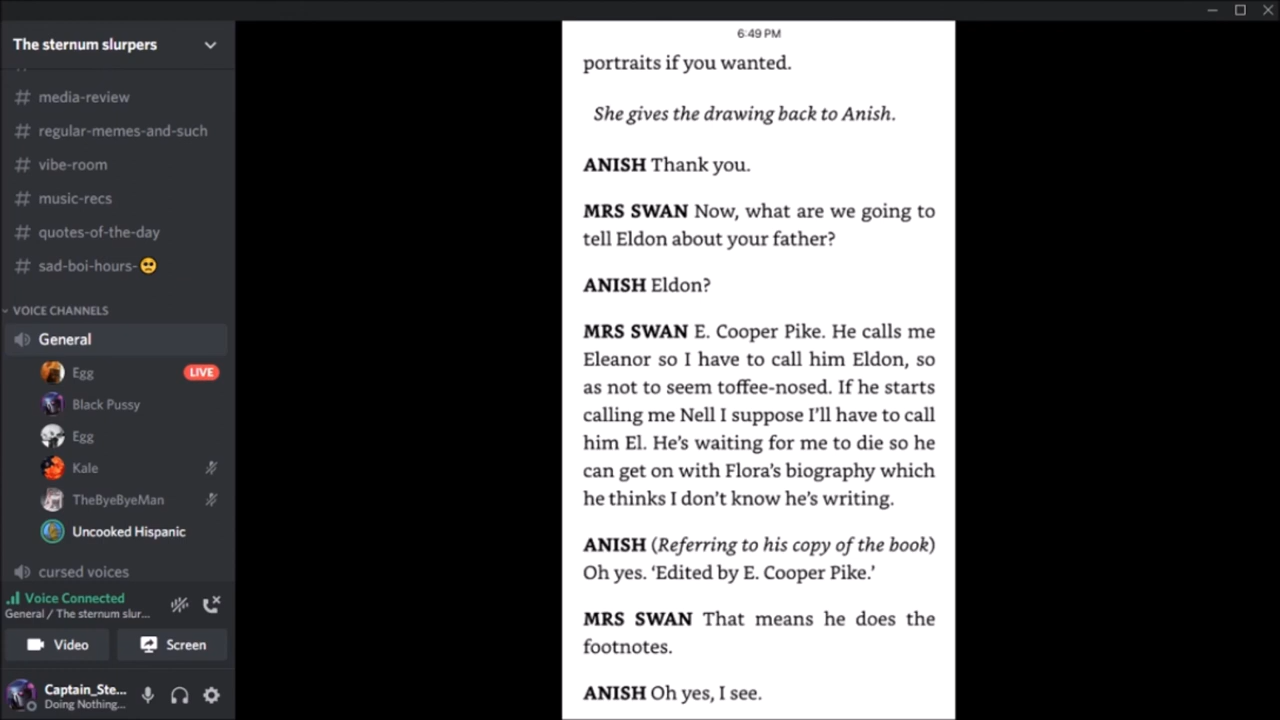 The sternum slurpers
# media-review
# regular-memes-and-such
# vibe-room
# music-recs
# quotes-of-the-day
# sad-boi-hours-🥺
VOICE CHANNELS
General
Egg LIVE
Black Pussy
Egg
Kale
TheByeByeMan
Uncooked Hispanic
cursed voices
Voice Connected
General / The sternum slur...
Video Screen
Captain_Ste...
Doing Nothing...
6:49 PM
portraits if you wanted.
She gives the drawing back to Anish.
ANISH Thank you.
MRS SWAN Now, what are we going to
tell Eldon about your father?
ANISH Eldon?
MRS SWAN E. Cooper Pike. He calls me
Eleanor so I have to call him Eldon, so
as not to seem toffee-nosed. If he starts
calling me Nell I suppose I’ll have to call
him El. He’s waiting for me to die so he
can get on with Flora’s biography which
he thinks I don’t know he’s writing.
ANISH (Referring to his copy of the book)
Oh yes. ‘Edited by E. Cooper Pike.’
MRS SWAN That means he does the
footnotes.
ANISH Oh yes, I see.